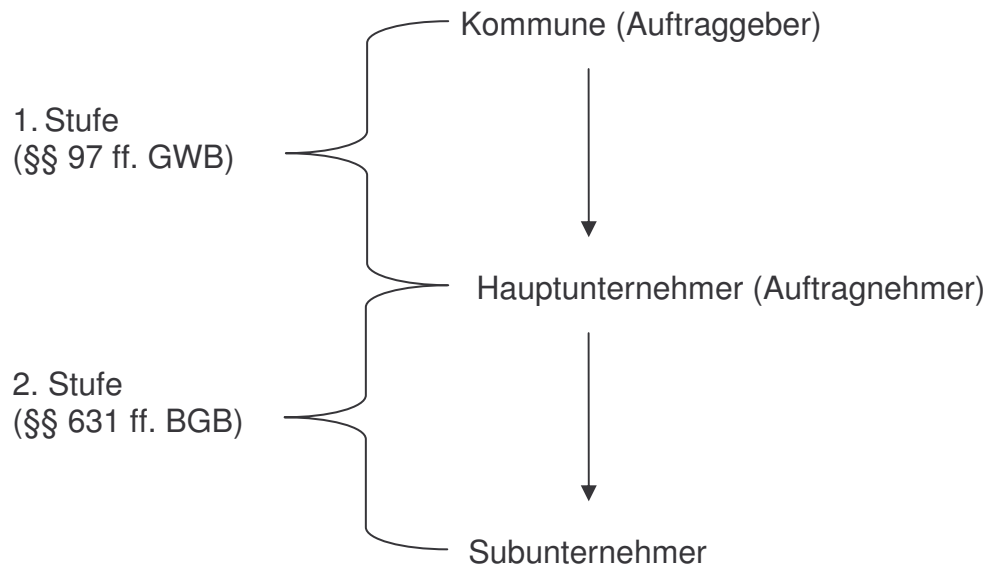 Kommune (Auftraggeber)
1. Stufe
(§§ 97 ff. GWB)
Hauptunternehmer (Auftragnehmer)
2. Stufe
(§§ 631 ff. BGB)
Subunternehmer